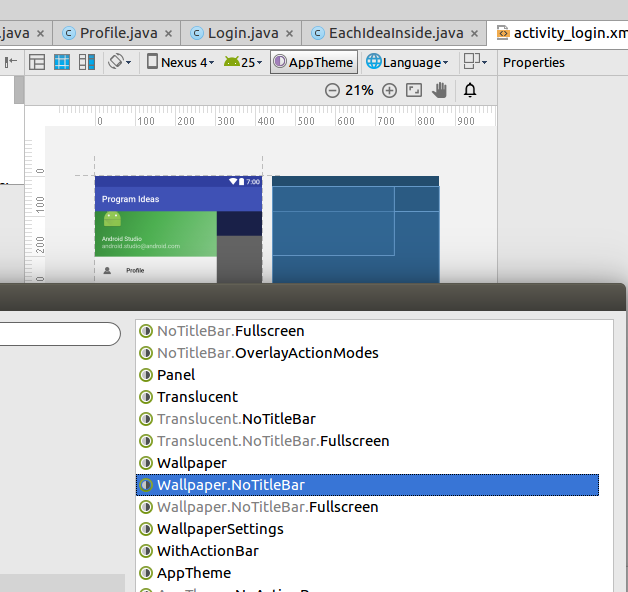 .java × Profile.java × Login.java × EachIdeaInside.java × activity_login.xm
Nexus 4 25 AppTheme Language Properties
21%
0 100 200 300 400 500 600 700 800 900
0
100
200
0
7:00
Program Ideas
Android Studio
android.studio@android.com
Profile
NoTitleBar.Fullscreen
NoTitleBar.OverlayActionModes
Panel
Translucent
Translucent.NoTitleBar
Translucent.NoTitleBar.Fullscreen
Wallpaper
Wallpaper.NoTitleBar
Wallpaper.NoTitleBar.Fullscreen
WallpaperSettings
WithActionBar
AppTheme